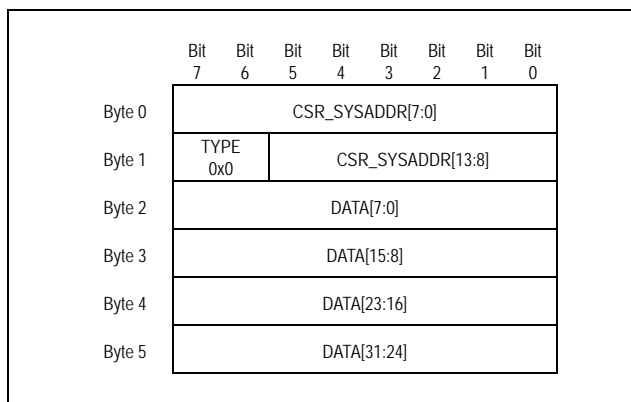 Bit Bit Bit Bit Bit Bit Bit Bit
7 6 5 4 3 2 1 0
Byte 0 CSR_SYSADDR[7:0]
Byte 1 TYPE 0x0 CSR_SYSADDR[13:8]
Byte 2 DATA[7:0]
Byte 3 DATA[15:8]
Byte 4 DATA[23:16]
Byte 5 DATA[31:24]